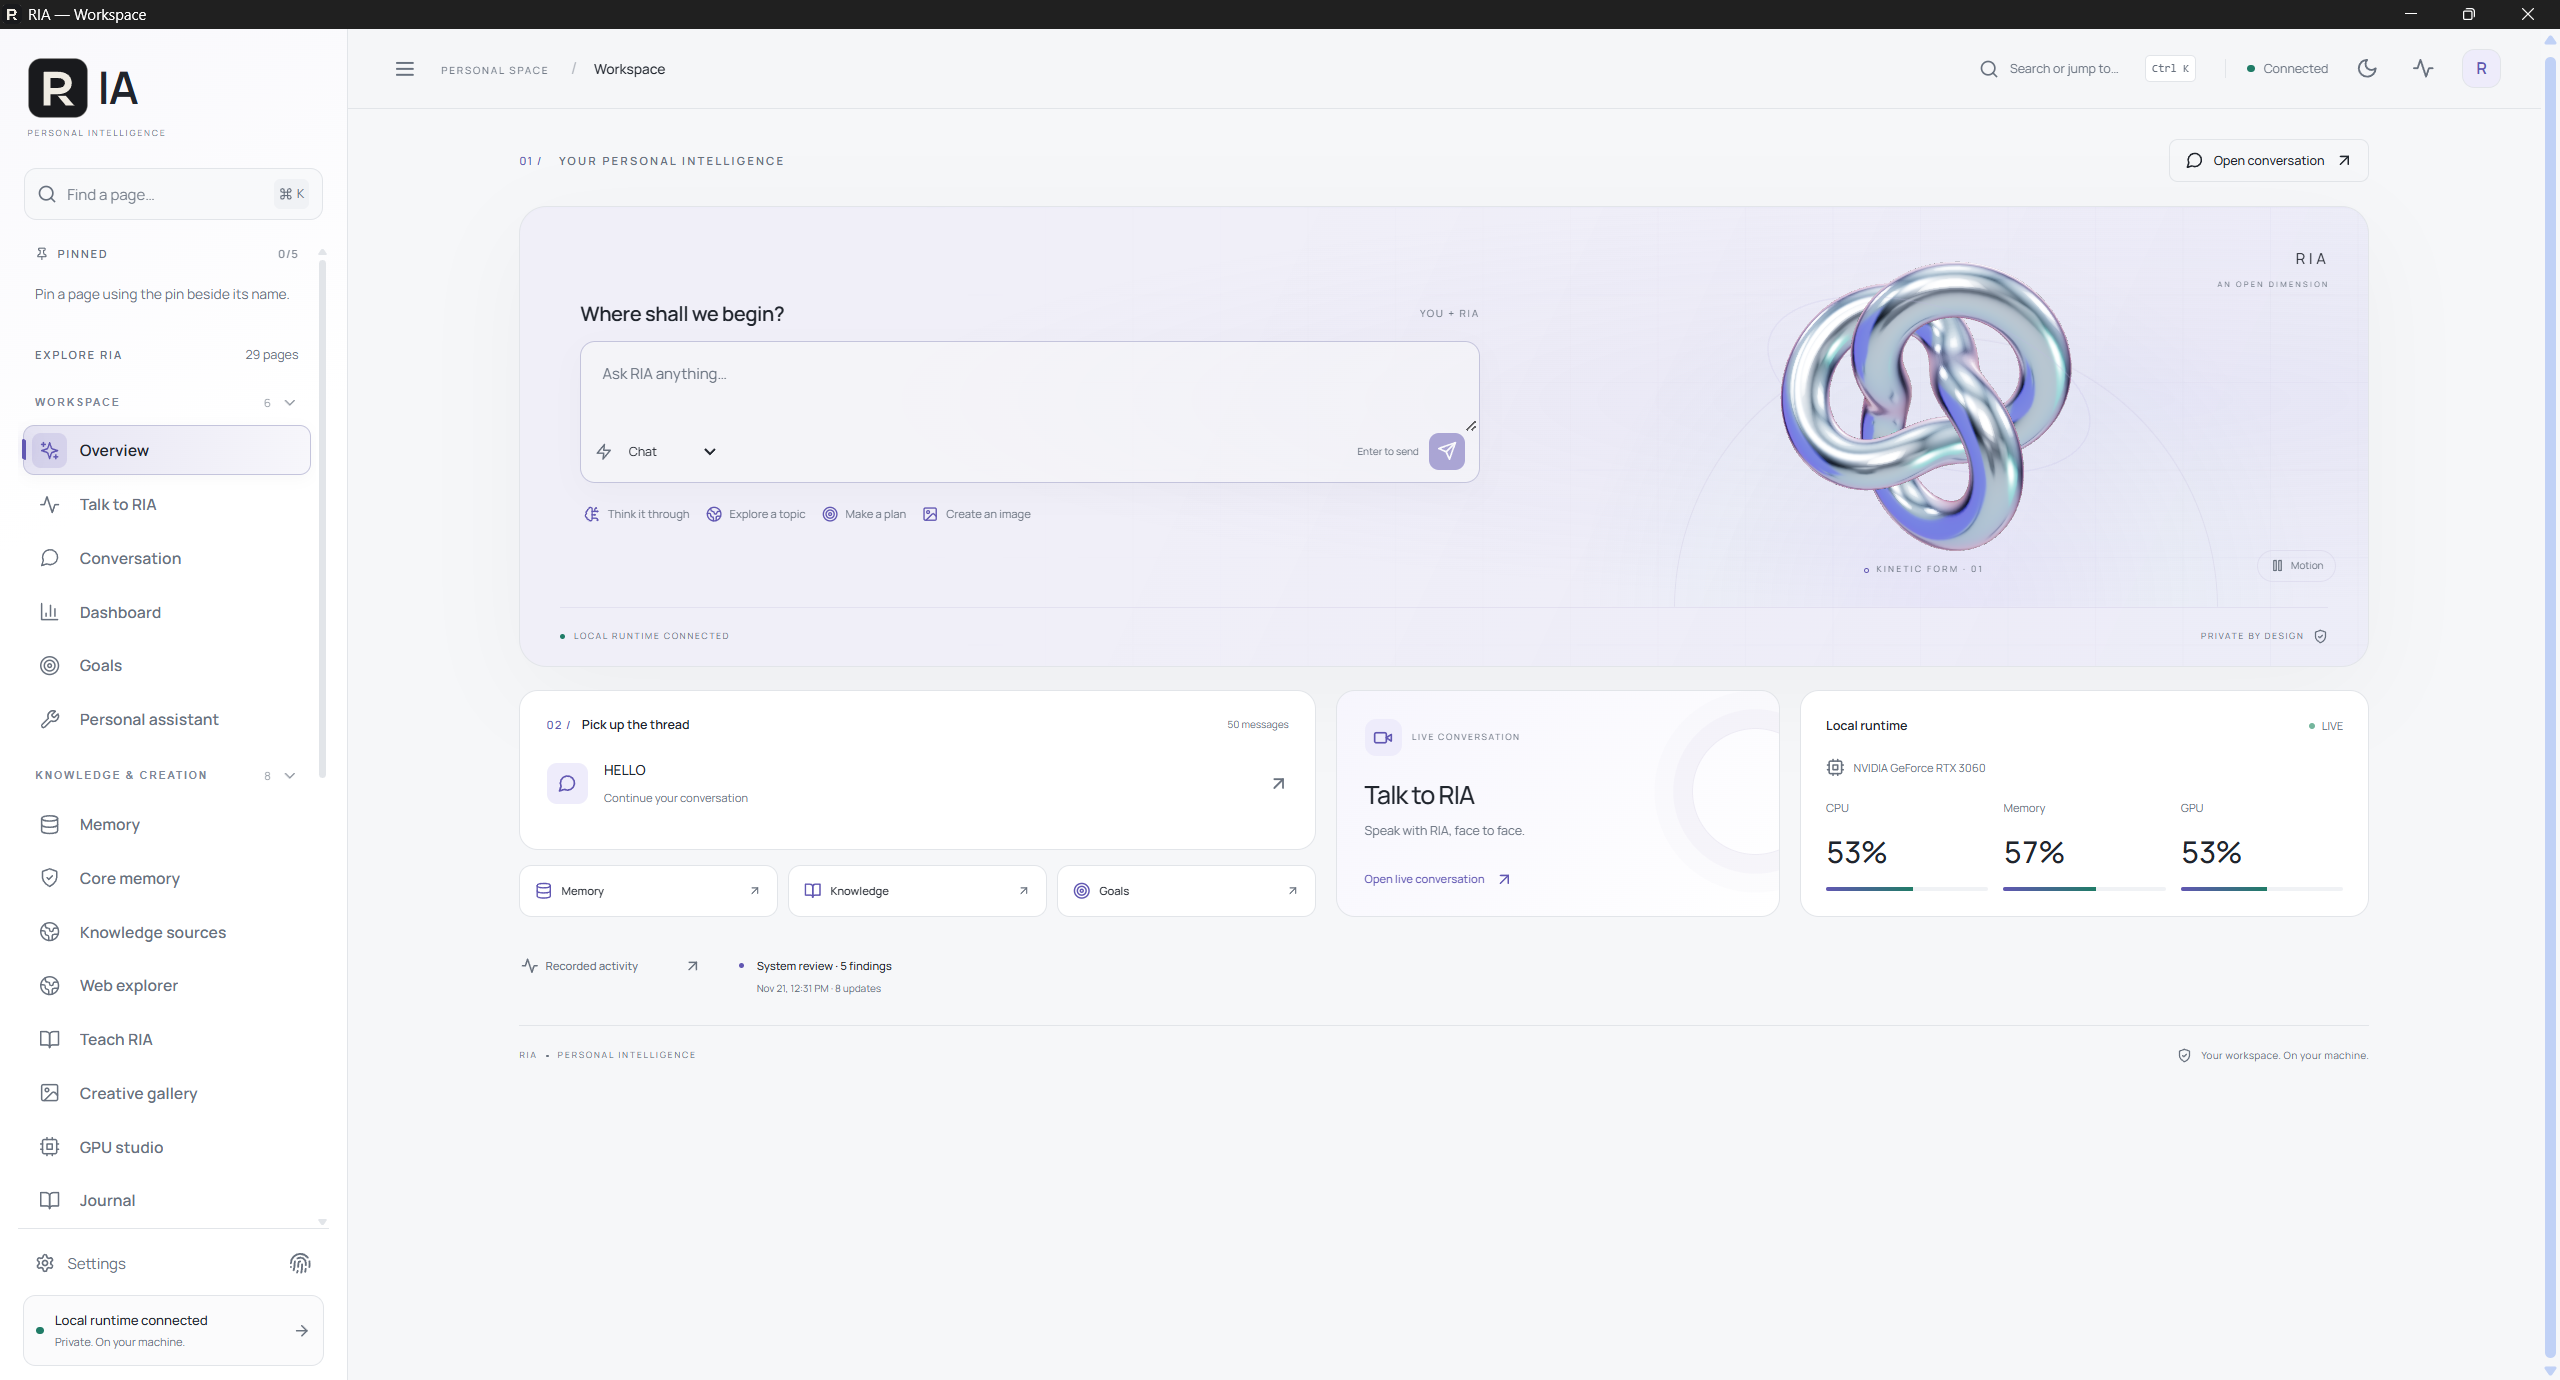 R RIA — Workspace
R IA
PERSONAL INTELLIGENCE
Find a page...
⌘ K
PINNED 0/5
Pin a page using the pin beside its name.
EXPLORE RIA 29 pages
WORKSPACE 6
Overview
Talk to RIA
Conversation
Dashboard
Goals
Personal assistant
KNOWLEDGE & CREATION 8
Memory
Core memory
Knowledge sources
Web explorer
Teach RIA
Creative gallery
GPU studio
Journal
Settings
Local runtime connected
Private. On your machine.
PERSONAL SPACE / Workspace
Search or jump to... Ctrl K
Connected
R
01 / YOUR PERSONAL INTELLIGENCE
Open conversation
Where shall we begin?
YOU + RIA
Ask RIA anything...
Chat
Enter to send
Think it through
Explore a topic
Make a plan
Create an image
RIA
AN OPEN DIMENSION
KINETIC FORM · 01
Motion
LOCAL RUNTIME CONNECTED
PRIVATE BY DESIGN
02 / Pick up the thread
50 messages
HELLO
Continue your conversation
Memory
Knowledge
Goals
LIVE CONVERSATION
Talk to RIA
Speak with RIA, face to face.
Open live conversation
Local runtime
LIVE
NVIDIA GeForce RTX 3060
CPU Memory GPU
53% 57% 53%
Recorded activity
System review · 5 findings
Nov 21, 12:31 PM · 8 updates
RIA • PERSONAL INTELLIGENCE
Your workspace. On your machine.